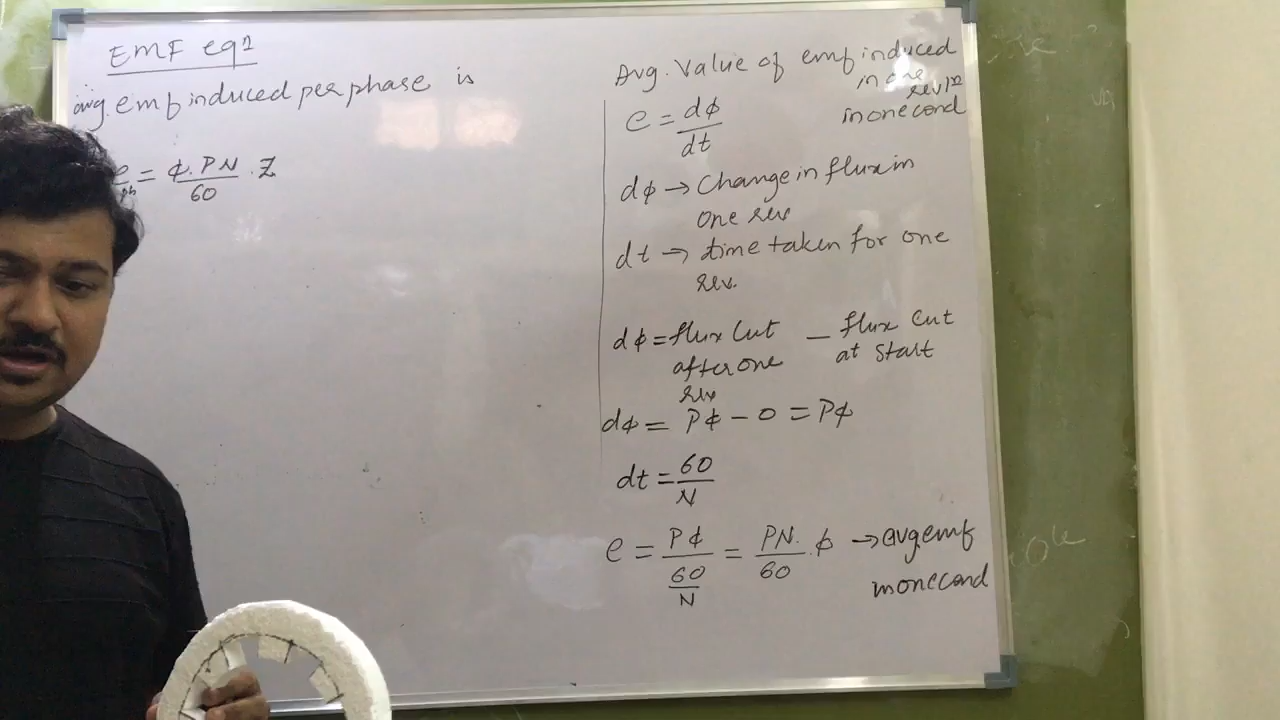 EMF eqn
avg. emf induced per phase is
e ph = ϕ.PN/60 . Z
Avg. Value of emf induced
in one rev/n
in one cond
e = dϕ/dt
dϕ → Change in flux in
one rev
dt → time taken for one
rev.
dϕ = flux Cut after one rev – flux Cut at start
dϕ = Pϕ – 0 = Pϕ
dt = 60/N
e = Pϕ/(60/N) = PN/60 . ϕ → avg emf
in one cond